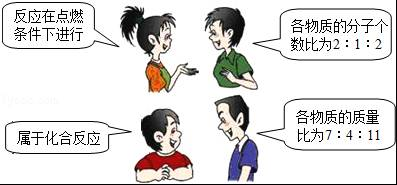 反应在点燃
条件下进行
各物质的分子个
数比为2：1：2
属于化合反应
各物质的质量
比为7：4：11